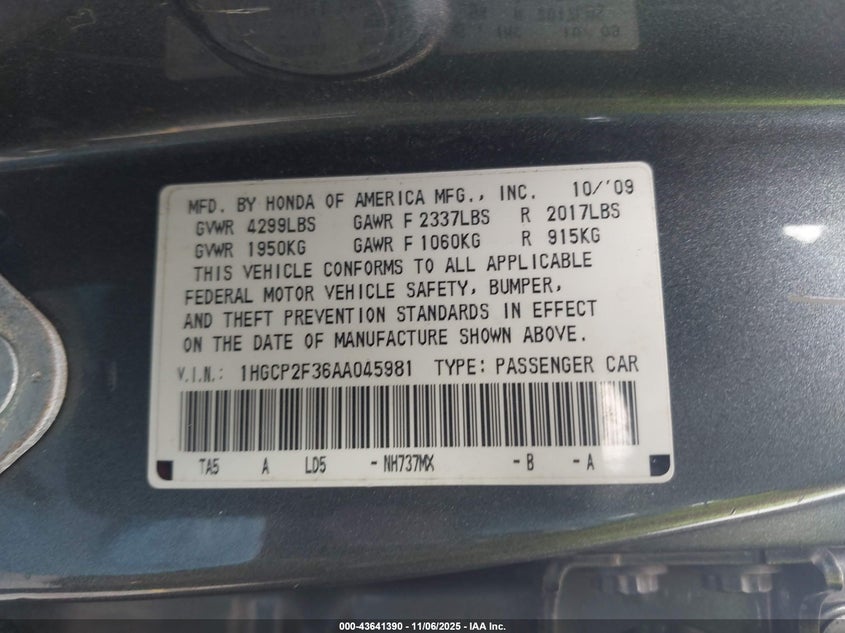 MFD. BY HONDA OF AMERICA MFG., INC. 10/'09
GVWR 4299LBS GAWR F 2337LBS R 2017LBS
GVWR 1950KG GAWR F 1060KG R 915KG
THIS VEHICLE CONFORMS TO ALL APPLICABLE
FEDERAL MOTOR VEHICLE SAFETY, BUMPER,
AND THEFT PREVENTION STANDARDS IN EFFECT
ON THE DATE OF MANUFACTURE SHOWN ABOVE.
V.I.N.: 1HGCP2F36AA045981 TYPE: PASSENGER CAR
TA5 A LD5 - NH737MX - B - A
000-43641390 - 11/06/2025 - IAA Inc.